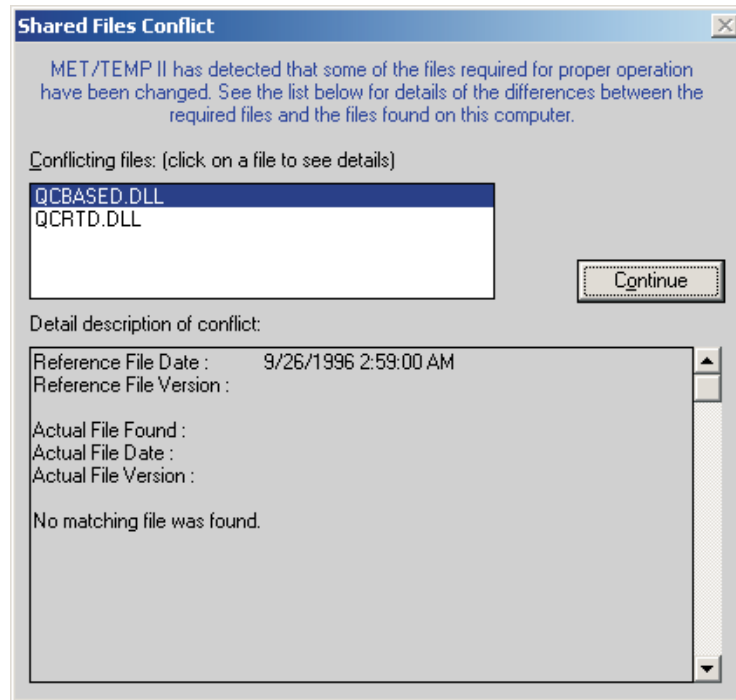 Shared Files Conflict
MET/TEMP II has detected that some of the files required for proper operation
have been changed. See the list below for details of the differences between the
required files and the files found on this computer.
Conflicting files: (click on a file to see details)
QCBASED.DLL
QCRTD.DLL
Continue
Detail description of conflict:
Reference File Date : 9/26/1996 2:59:00 AM
Reference File Version :
Actual File Found :
Actual File Date :
Actual File Version :
No matching file was found.